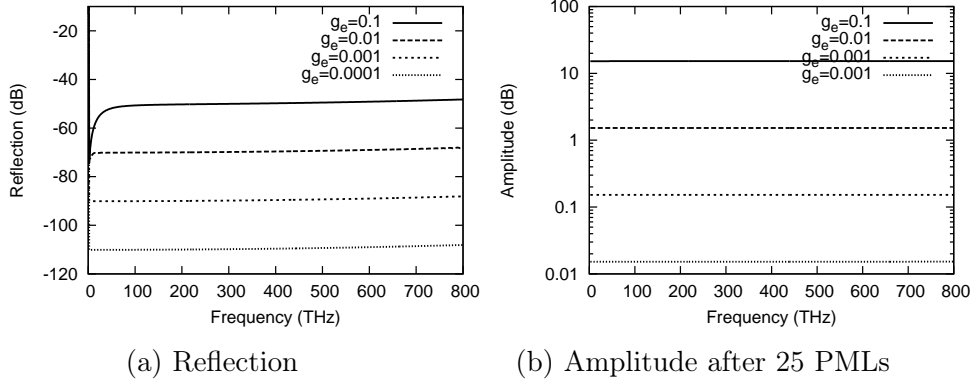 -20
-40
-60
-80
-100
-120
Reflection (dB)
0 100 200 300 400 500 600 700 800
Frequency (THz)
g_e=0.1
g_e=0.01
g_e=0.001
g_e=0.0001
(a) Reflection
100
10
1
0.1
0.01
Amplitude (dB)
0 100 200 300 400 500 600 700 800
Frequency (THz)
g_e=0.1
g_e=0.01
g_e=0.001
g_e=0.001
(b) Amplitude after 25 PMLs